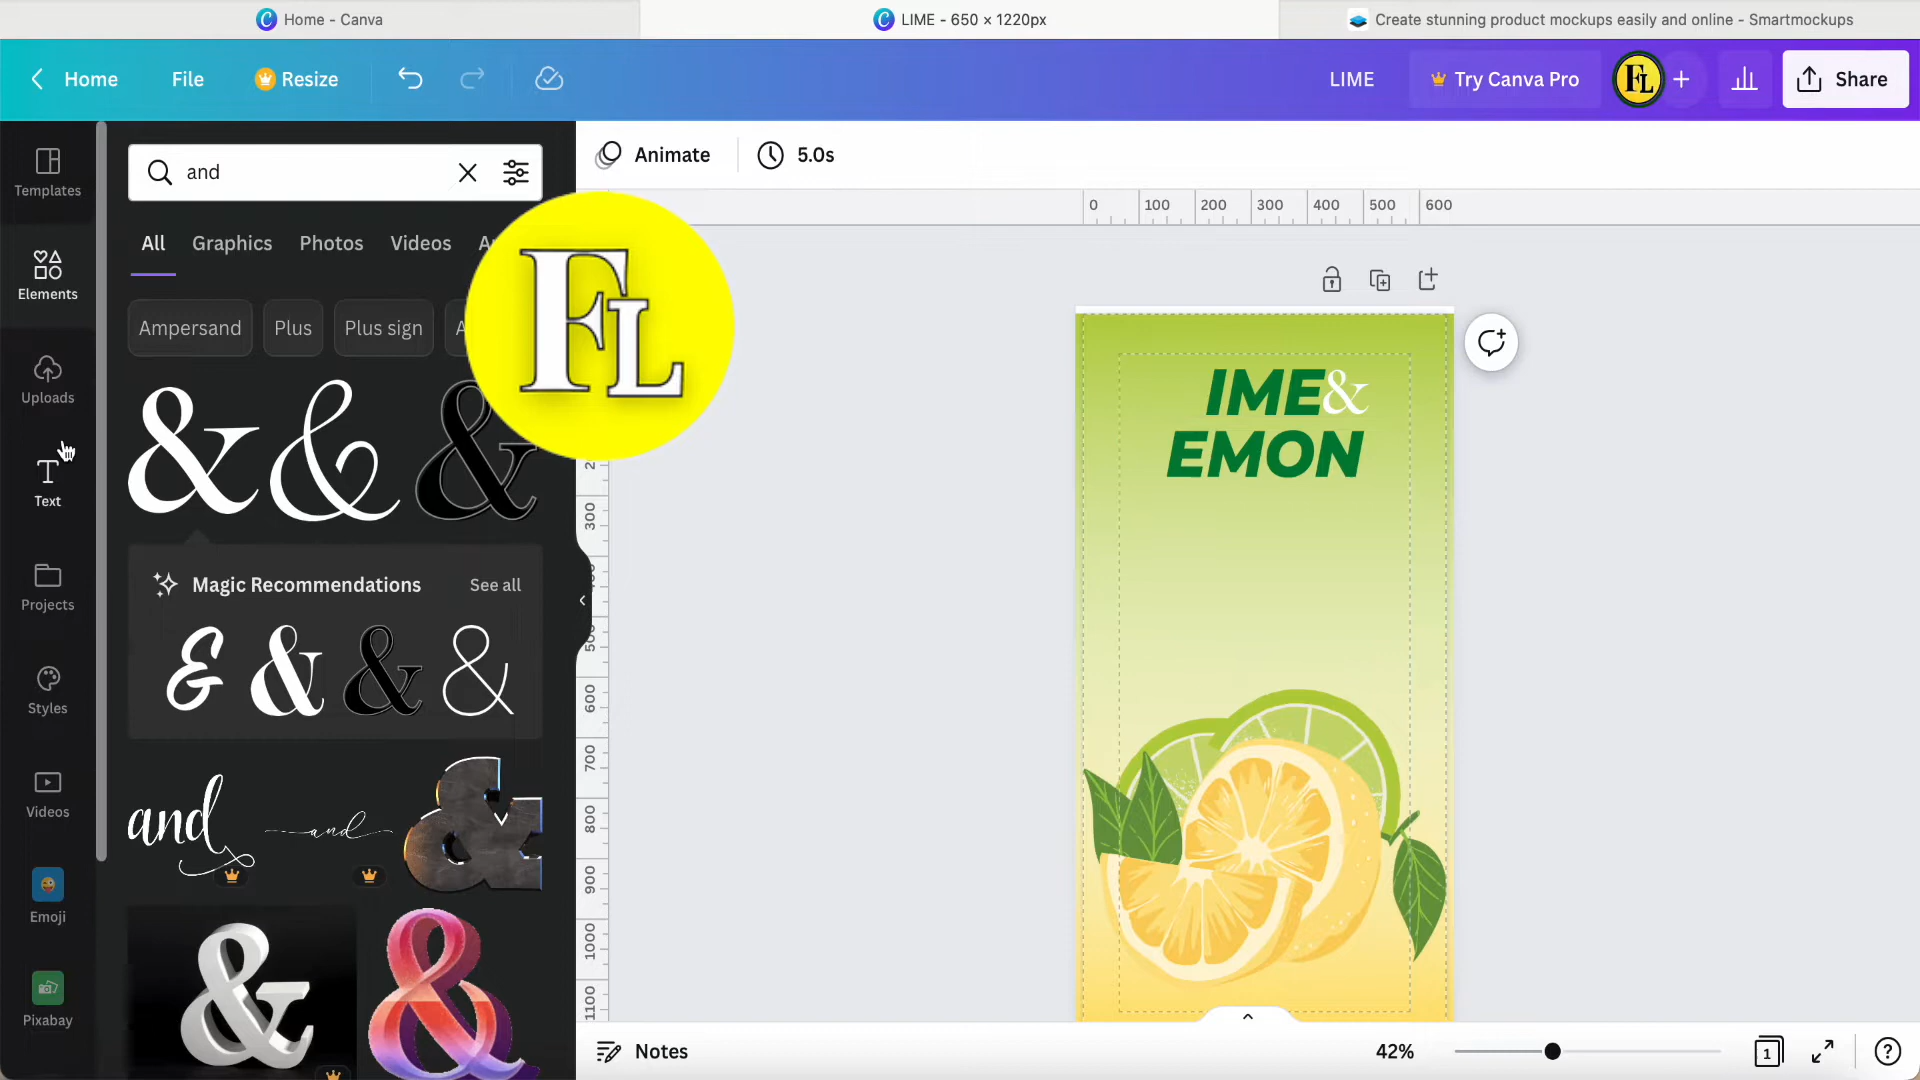 Home - Canva
LIME - 650 × 1220px
Create stunning product mockups easily and online - Smartmockups
Home
File
Resize
LIME
Try Canva Pro
FL
Share
Templates
Elements
Uploads
Text
Projects
Styles
Videos
Emoji
Pixabay
and
All
Graphics
Photos
Videos
Ampersand
Plus
Plus sign
FL
& & &
Magic Recommendations
See all
& & & &
and
and
&
& &
Animate
5.0s
0 100 200 300 400 500 600
300
600
700
800
900
1000
1100
IME&
EMON
Notes
42%
1
?